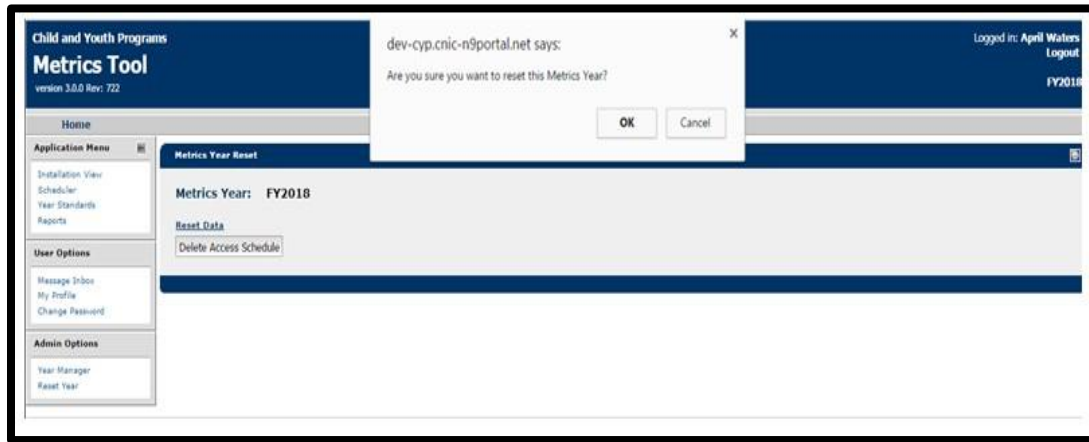 Child and Youth Programs
Metrics Tool
version 3.0.0 Rev: 722
dev-cyp.cnic-n9portal.net says:
x
Are you sure you want to reset this Metrics Year?
OK
Cancel
Logged in: April Waters
Logout
FY2018
Home
Application Menu
Installation View
Scheduler
Year Standards
Reports
User Options
Message Inbox
My Profile
Change Password
Admin Options
Year Manager
Reset Year
Metrics Year Reset
Metrics Year: FY2018
Reset Data
Delete Access Schedule